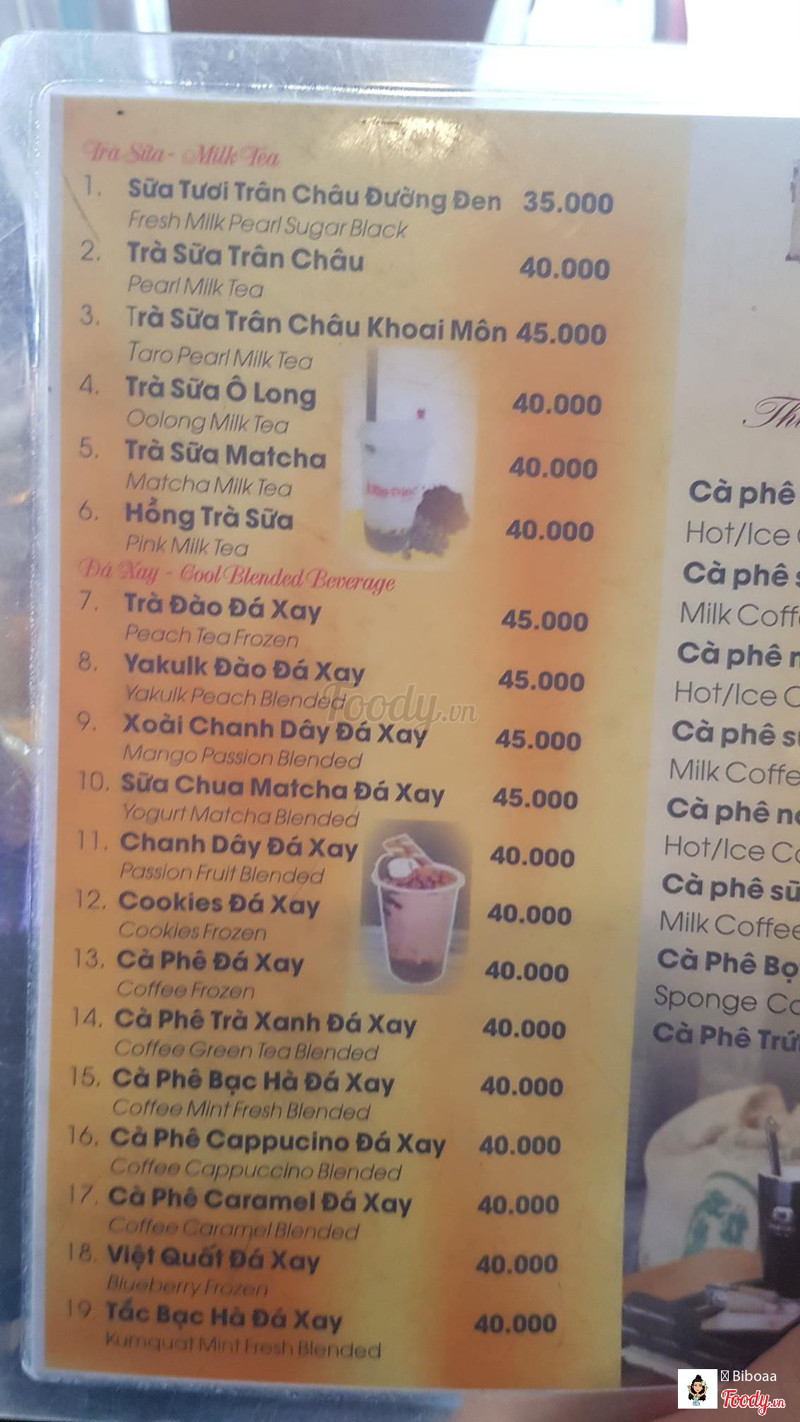 Trà Sữa - Milk Tea
1. Sữa Tươi Trân Châu Đường Đen 35.000
Fresh Milk Pearl Sugar Black
2. Trà Sữa Trân Châu 40.000
Pearl Milk Tea
3. Trà Sữa Trân Châu Khoai Môn 45.000
Taro Pearl Milk Tea
4. Trà Sữa Ô Long 40.000
Oolong Milk Tea
5. Trà Sữa Matcha 40.000
Matcha Milk Tea
6. Hồng Trà Sữa 40.000
Pink Milk Tea
Đá Xay - Cool Blended Beverage
7. Trà Đào Đá Xay 45.000
Peach Tea Frozen
8. Yakulk Đào Đá Xay 45.000
Yakulk Peach Blended
Foody.vn
9. Xoài Chanh Dây Đá Xay 45.000
Mango Passion Blended
10. Sữa Chua Matcha Đá Xay 45.000
Yogurt Matcha Blended
11. Chanh Dây Đá Xay 40.000
Passion Fruit Blended
12. Cookies Đá Xay 40.000
Cookies Frozen
13. Cà Phê Đá Xay 40.000
Coffee Frozen
14. Cà Phê Trà Xanh Đá Xay 40.000
Coffee Green Tea Blended
15. Cà Phê Bạc Hà Đá Xay 40.000
Coffee Mint Fresh Blended
16. Cà Phê Cappucino Đá Xay 40.000
Coffee Cappuccino Blended
17. Cà Phê Caramel Đá Xay 40.000
Coffee Caramel Blended
18. Việt Quất Đá Xay 40.000
Blueberry Frozen
19. Tắc Bạc Hà Đá Xay 40.000
Kumquat Mint Fresh Blended
Cà phê
Hot/Ice
Cà phê
Milk
Cà phê
Hot/Ice
Cà phê
Milk
Cà phê
Hot/Ice
Cà phê
Milk Coffee
Cà Phê
Sponge
Cà Phê
Biboaa
Foody.vn